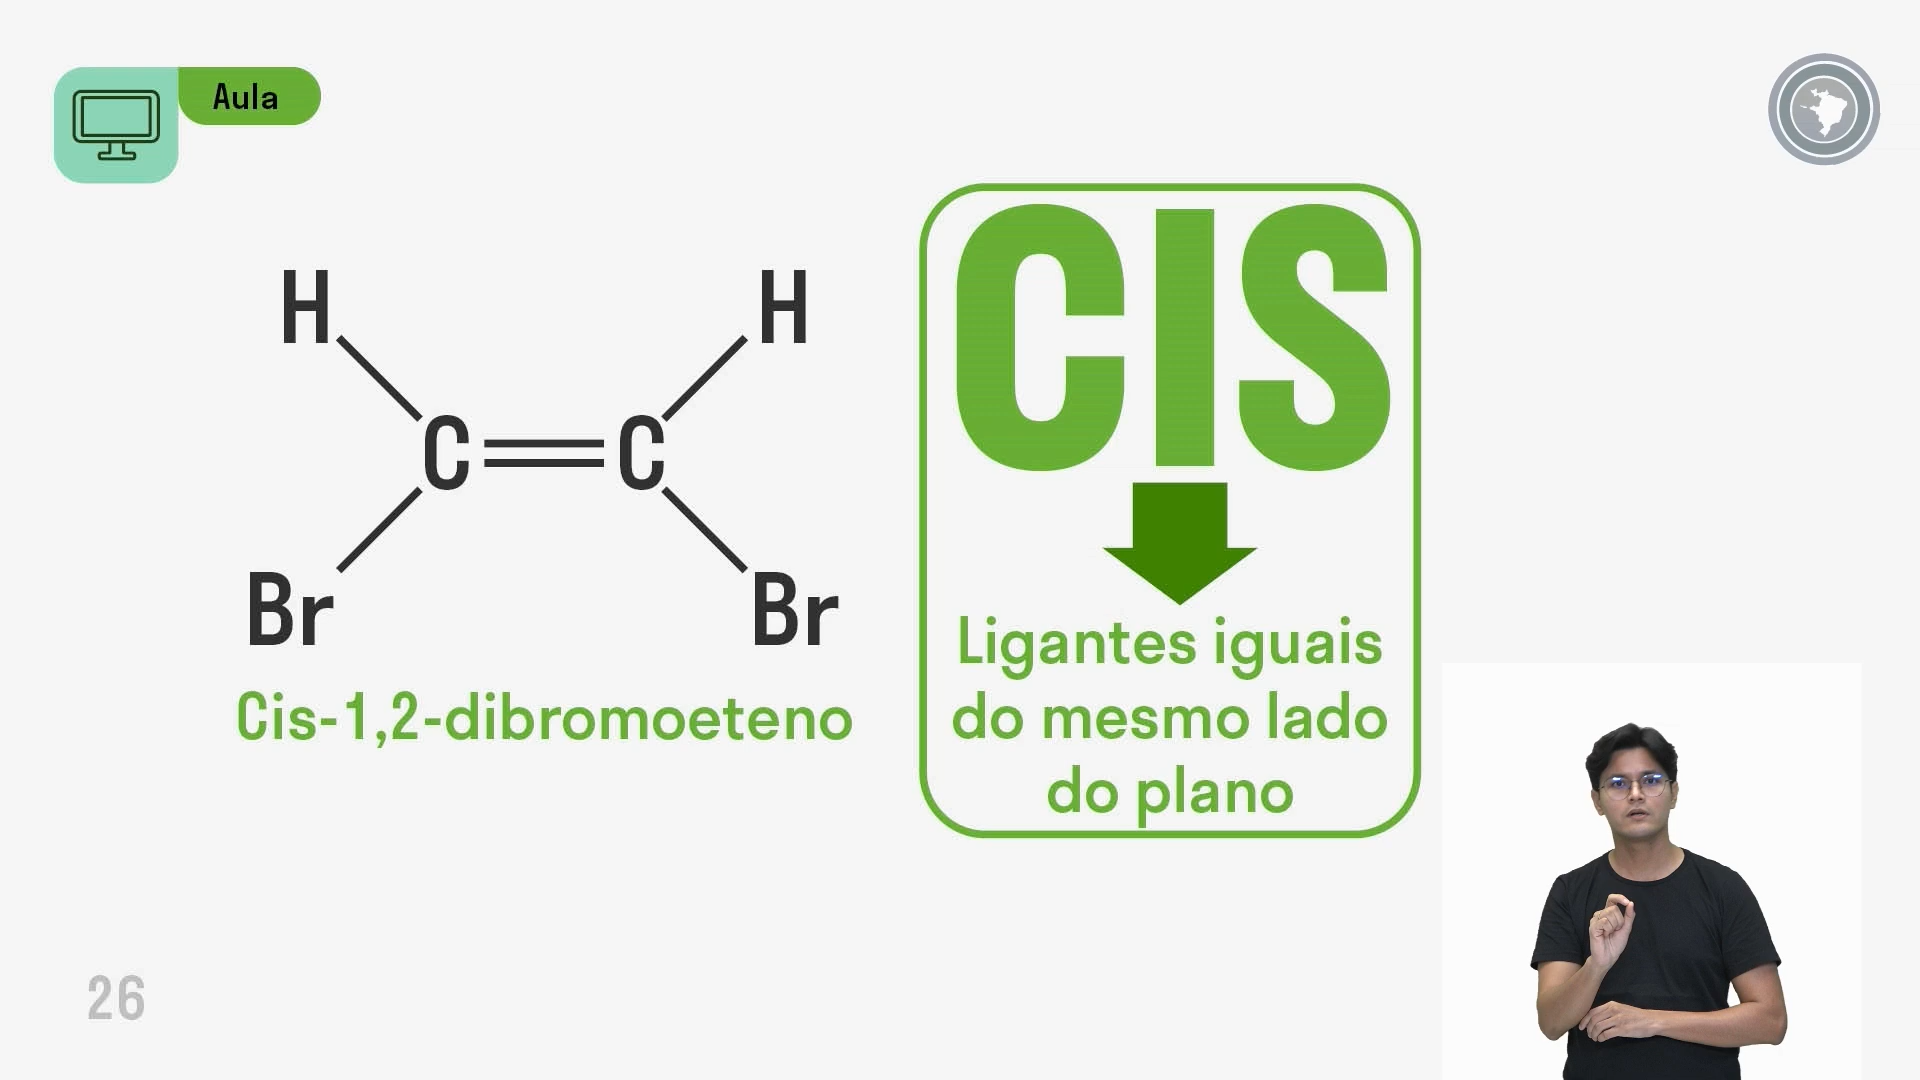 Aula
H H
C C
Br Br
Cis-1,2-dibromoeteno
CIS
Ligantes iguais
do mesmo lado
do plano
26